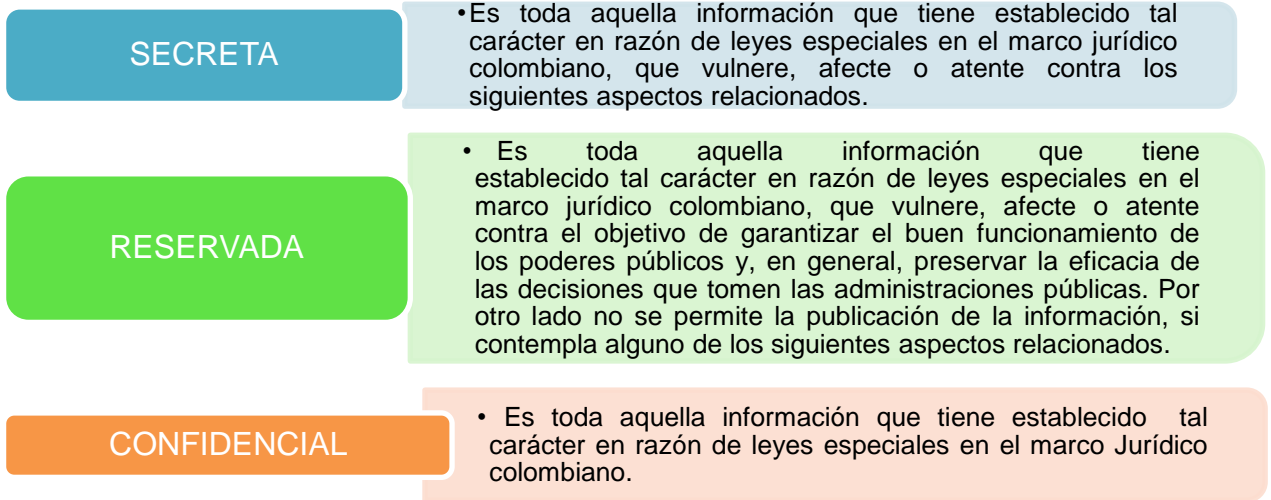 SECRETA
•Es toda aquella información que tiene establecido tal
carácter en razón de leyes especiales en el marco jurídico
colombiano, que vulnere, afecte o atente contra los
siguientes aspectos relacionados.
RESERVADA
• Es toda aquella información que tiene
establecido tal carácter en razón de leyes especiales en el
marco jurídico colombiano, que vulnere, afecte o atente
contra el objetivo de garantizar el buen funcionamiento de
los poderes públicos y, en general, preservar la eficacia de
las decisiones que tomen las administraciones públicas. Por
otro lado no se permite la publicación de la información, si
contempla alguno de los siguientes aspectos relacionados.
CONFIDENCIAL
• Es toda aquella información que tiene establecido tal
carácter en razón de leyes especiales en el marco Jurídico
colombiano.